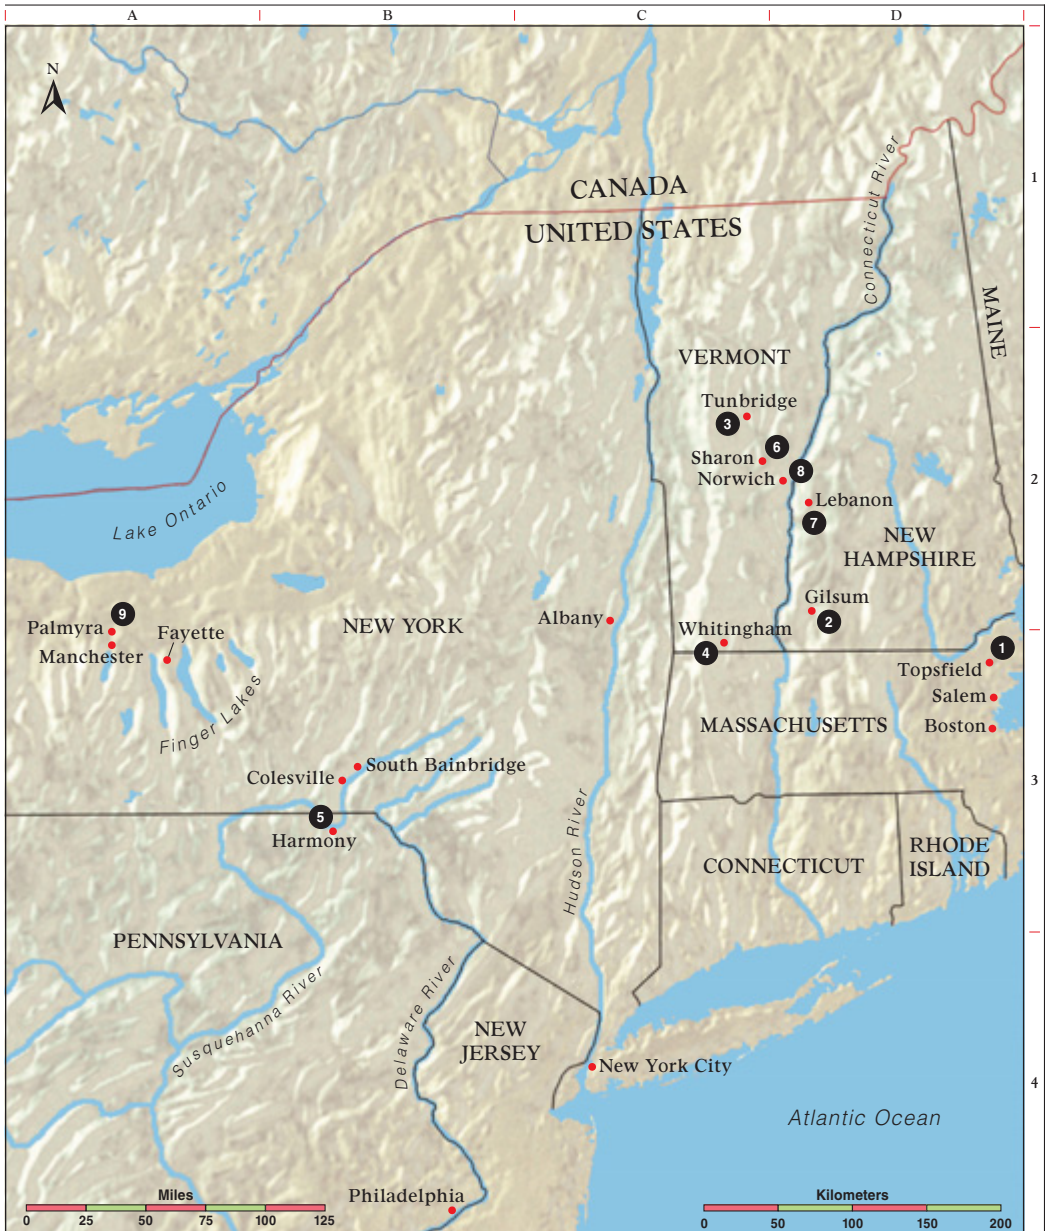 A B C D
N
1
CANADA
UNITED STATES
Connecticut River
MAINE
VERMONT
Tunbridge
3
6
Sharon
8
Norwich
2
Lebanon
7
Lake Ontario
NEW
HAMPSHIRE
Gilsum
2
9
Palmyra
Fayette
Manchester
NEW YORK
Albany
Whitingham
4
1
Topsfield
Salem
Boston
MASSACHUSETTS
Finger Lakes
South Bainbridge
Colesville
3
5
Harmony
Hudson River
CONNECTICUT
RHODE
ISLAND
PENNSYLVANIA
Susquehanna River
Delaware River
NEW
JERSEY
New York City
4
Atlantic Ocean
Philadelphia
Miles
0 25 50 75 100 125
Kilometers
0 50 100 150 200